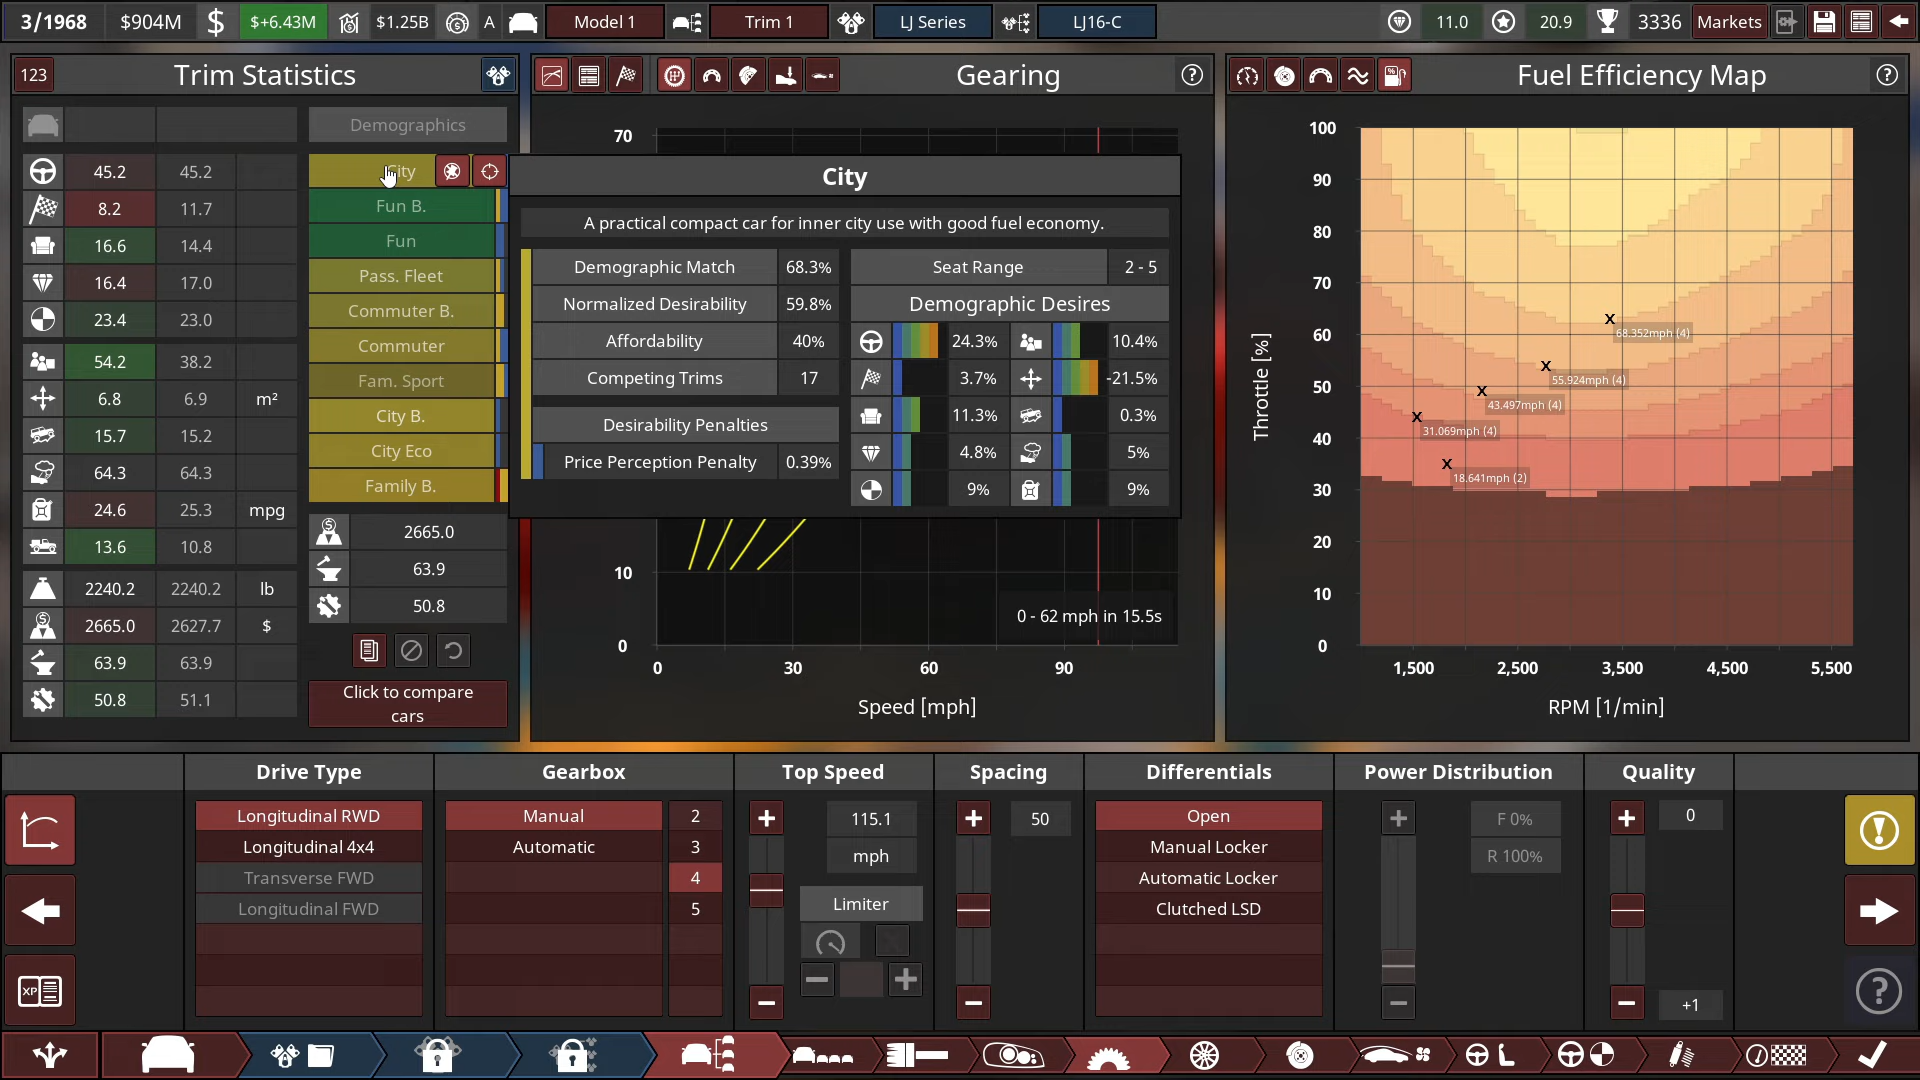 3/1968 $904M $ $+6.43M $1.25B A Model 1 Trim 1 LJ Series LJ16-C 11.0 20.9 3336 Markets
123 Trim Statistics
Gearing ?
Fuel Efficiency Map ?
Demographics
45.2 45.2
8.2 11.7
16.6 14.4
16.4 17.0
23.4 23.0
54.2 38.2
6.8 6.9 m²
15.7 15.2
64.3 64.3
24.6 25.3 mpg
13.6 10.8
2240.2 2240.2 lb
2665.0 2627.7 $
63.9 63.9
50.8 51.1
City
Fun B.
Fun
Pass. Fleet
Commuter B.
Commuter
Fam. Sport
City B.
City Eco
Family B.
2665.0
63.9
50.8
Click to compare
cars
City
A practical compact car for inner city use with good fuel economy.
Demographic Match 68.3%
Normalized Desirability 59.8%
Affordability 40%
Competing Trims 17
Desirability Penalties
Price Perception Penalty 0.39%
Seat Range 2 - 5
Demographic Desires
24.3% 10.4%
3.7% -21.5%
11.3% 0.3%
4.8% 5%
9% 9%
70
10
0
0 - 62 mph in 15.5s
0 30 60 90
Speed [mph]
100
90
80
70
60
50
40
30
20
10
0
Throttle [%]
68.352mph (4)
55.924mph (4)
43.497mph (4)
31.069mph (4)
18.641mph (2)
1,500 2,500 3,500 4,500 5,500
RPM [1/min]
Drive Type
Longitudinal RWD
Longitudinal 4x4
Transverse FWD
Longitudinal FWD
Gearbox
Manual 2
Automatic 3
4
5
Top Speed
+ 115.1
mph
Limiter
− +
−
Spacing
+ 50
−
Differentials
Open
Manual Locker
Automatic Locker
Clutched LSD
Power Distribution
+ F 0%
R 100%
−
Quality
+ 0
− +1
XP
?